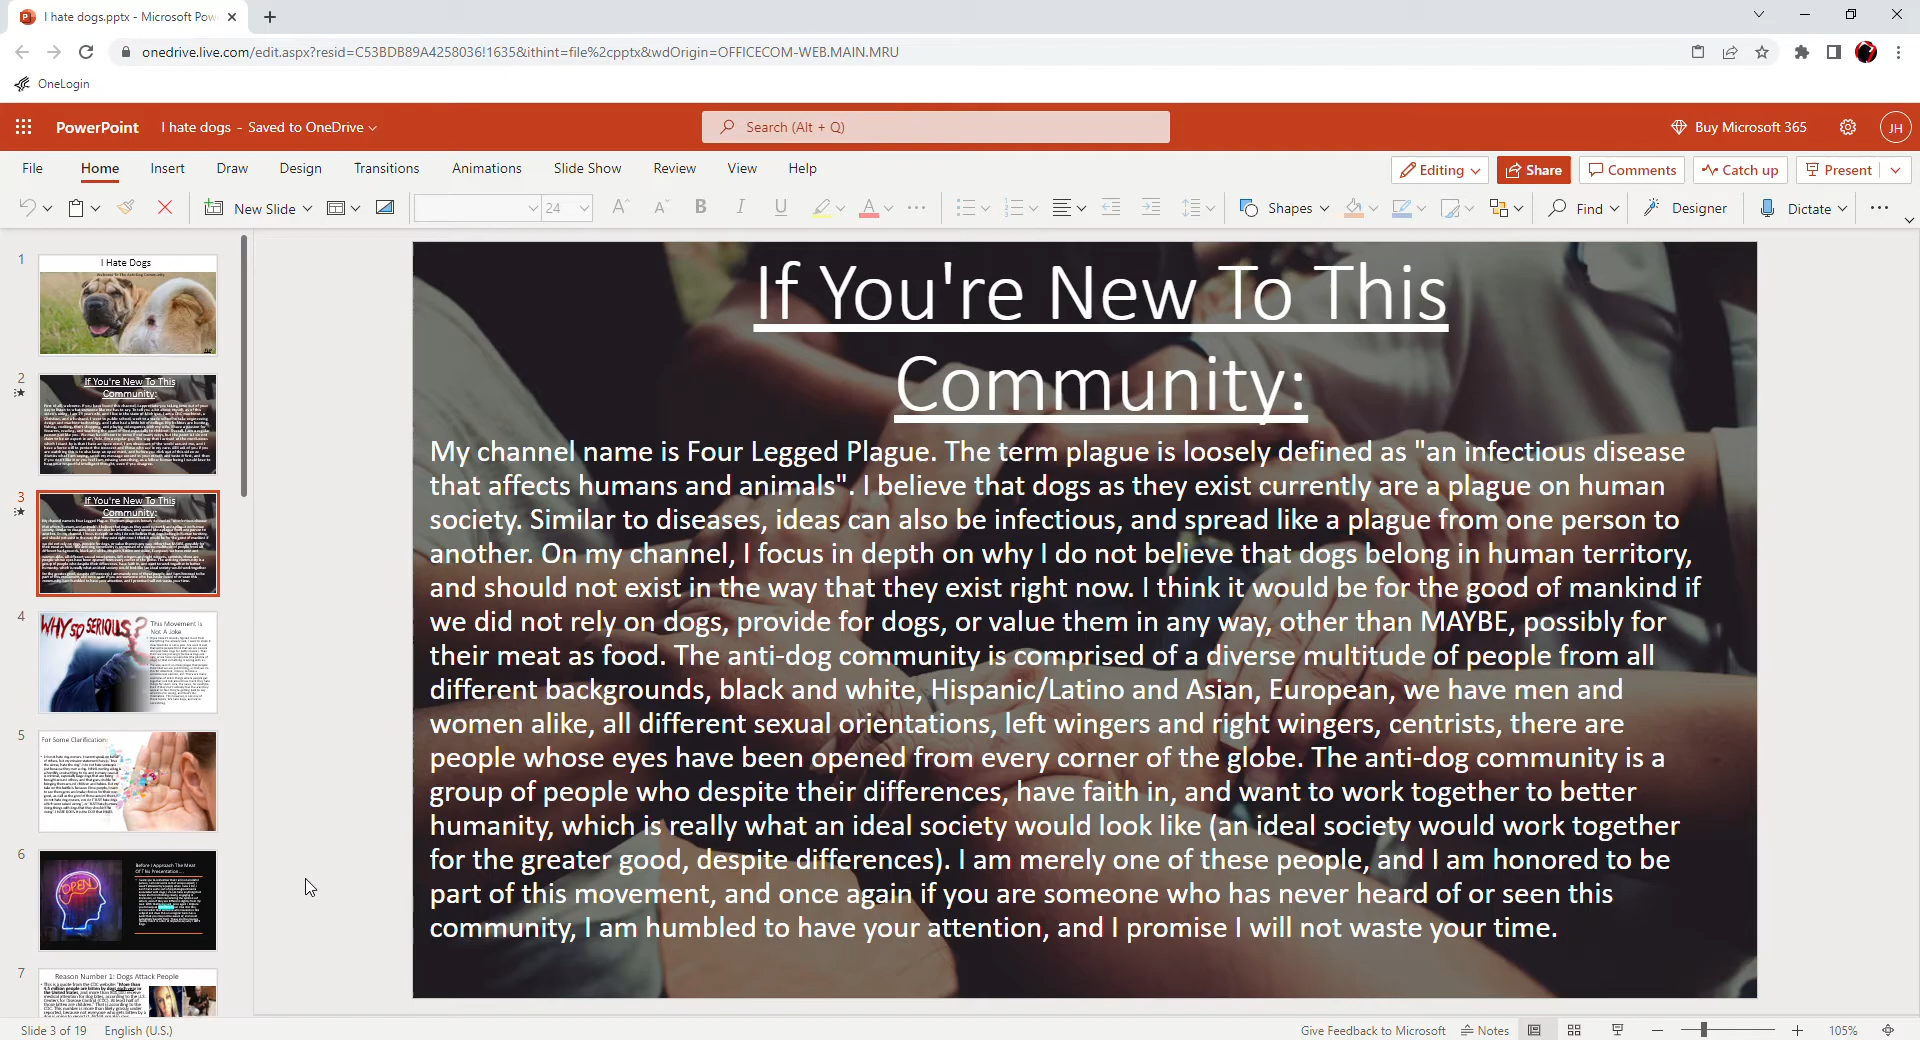 I hate dogs.pptx - Microsoft Pow
onedrive.live.com/edit.aspx?resid=C53BDB89A4258036!1635&ithint=file%2cpptx&wdOrigin=OFFICECOM-WEB.MAIN.MRU
OneLogin
PowerPoint I hate dogs - Saved to OneDrive
Search (Alt + Q)
Buy Microsoft 365
JH
File Home Insert Draw Design Transitions Animations Slide Show Review View Help
Editing Share Comments Catch up Present
New Slide 24 B I U A Shapes Find Designer Dictate
1
I Hate Dogs
Welcome To The Anti-Dog Community
2
If You're New To This
Community:
3
If You're New To This
Community:
4
WHY SO SERIOUS?
This Movement Is
Not A Joke
5
For Some Clarification:
6
OPEN
Before I Approach The Meat
Of This Presentation...
7
Reason Number 1: Dogs Attack People
If You're New To This
Community:
My channel name is Four Legged Plague. The term plague is loosely defined as "an infectious disease
that affects humans and animals". I believe that dogs as they exist currently are a plague on human
society. Similar to diseases, ideas can also be infectious, and spread like a plague from one person to
another. On my channel, I focus in depth on why I do not believe that dogs belong in human territory,
and should not exist in the way that they exist right now. I think it would be for the good of mankind if
we did not rely on dogs, provide for dogs, or value them in any way, other than MAYBE, possibly for
their meat as food. The anti-dog community is comprised of a diverse multitude of people from all
different backgrounds, black and white, Hispanic/Latino and Asian, European, we have men and
women alike, all different sexual orientations, left wingers and right wingers, centrists, there are
people whose eyes have been opened from every corner of the globe. The anti-dog community is a
group of people who despite their differences, have faith in, and want to work together to better
humanity, which is really what an ideal society would look like (an ideal society would work together
for the greater good, despite differences). I am merely one of these people, and I am honored to be
part of this movement, and once again if you are someone who has never heard of or seen this
community, I am humbled to have your attention, and I promise I will not waste your time.
Slide 3 of 19 English (U.S.)
Give Feedback to Microsoft Notes 105%